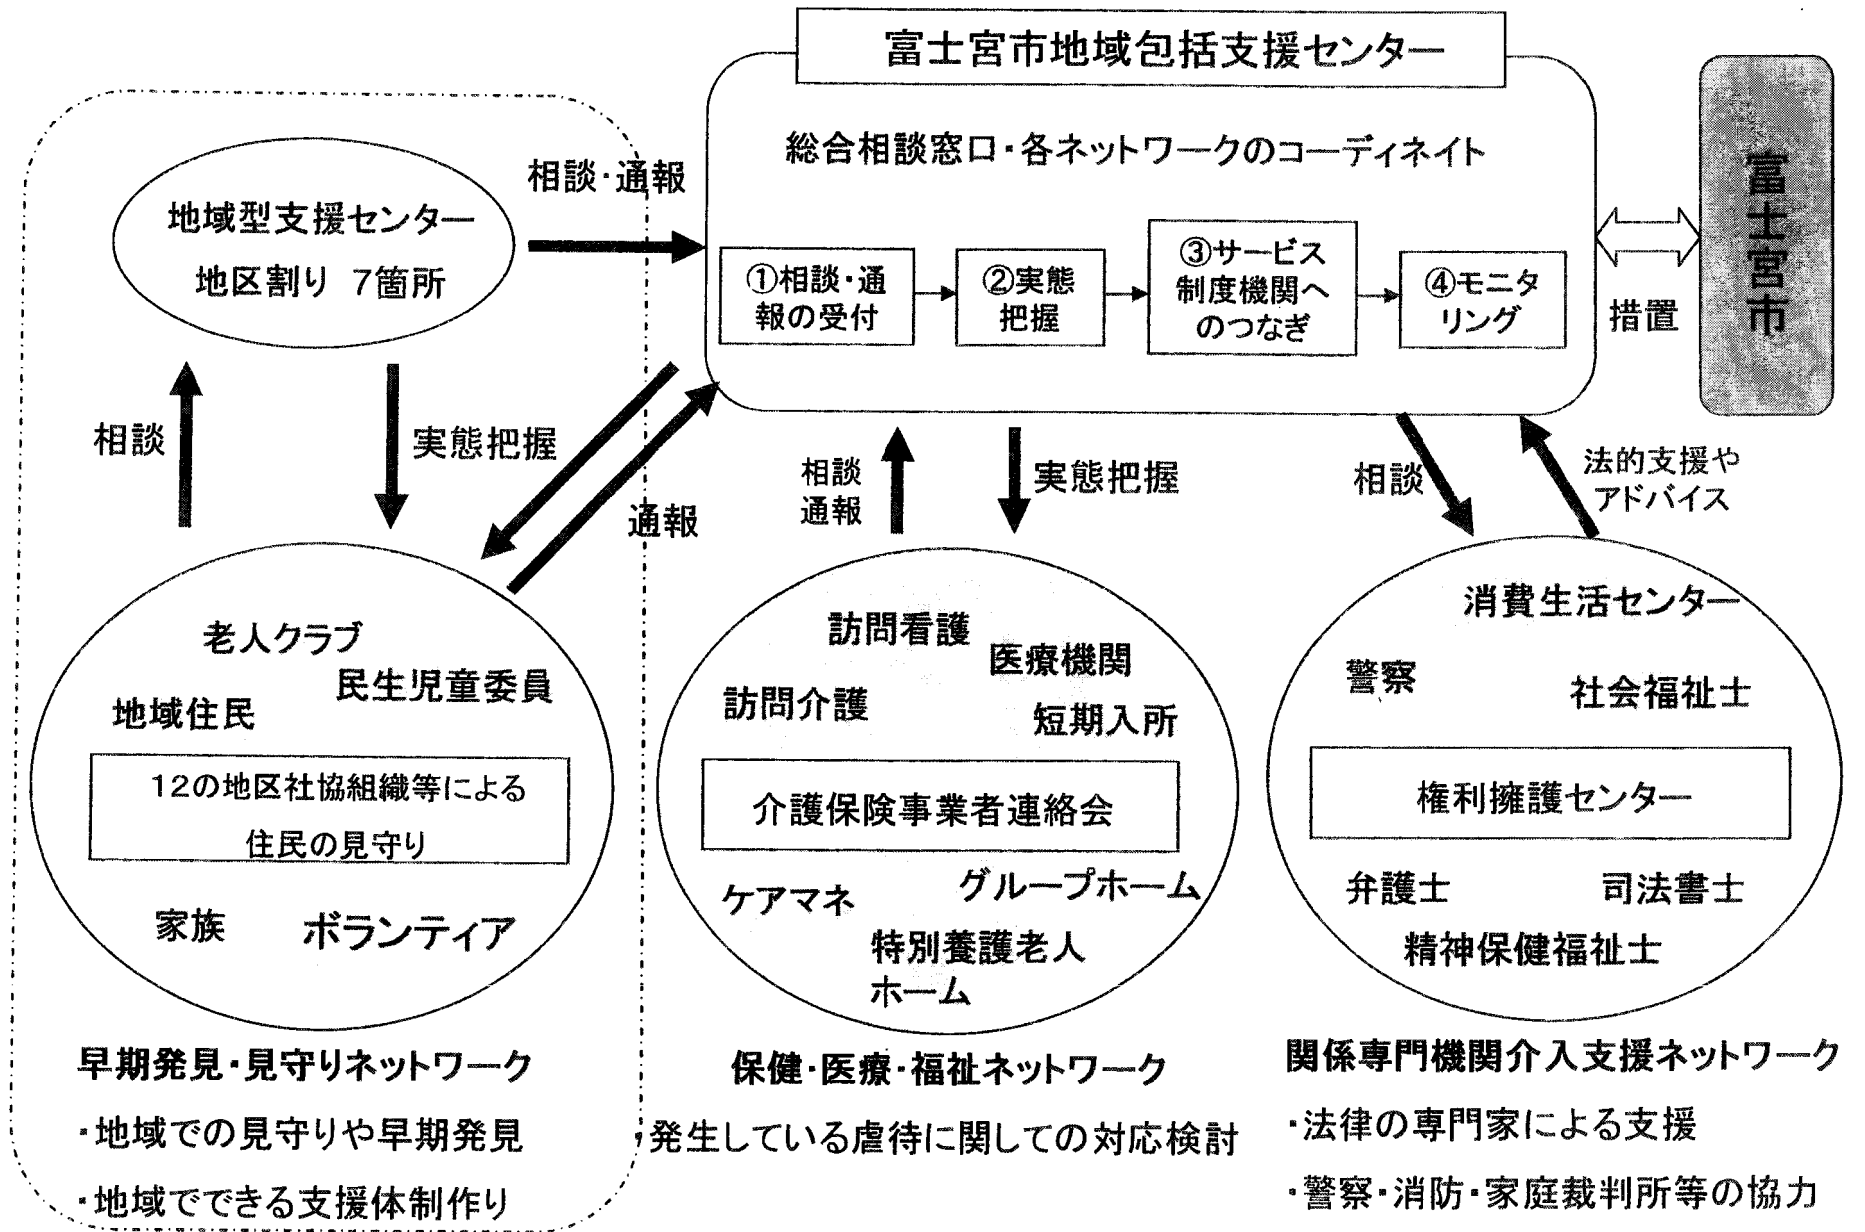 富士宮市地域包括支援センター
総合相談窓口・各ネットワークのコーディネイト
①相談・通
報の受付
②実態
把握
③サービス
制度機関へ
のつなぎ
④モニタ
リング
措置
富士宮市
相談・通報
地域型支援センター
地区割り 7箇所
相談
実態把握
通報
相談
通報
実態把握
相談
法的支援や
アドバイス
老人クラブ
民生児童委員
地域住民
12の地区社協組織等による
住民の見守り
家族
ボランティア
早期発見・見守りネットワーク
・地域での見守りや早期発見
・地域でできる支援体制作り
訪問看護
医療機関
訪問介護
短期入所
介護保険事業者連絡会
ケアマネ
グループホーム
特別養護老人
ホーム
保健・医療・福祉ネットワーク
・発生している虐待に関しての対応検討
消費生活センター
警察
社会福祉士
権利擁護センター
弁護士
司法書士
精神保健福祉士
関係専門機関介入支援ネットワーク
・法律の専門家による支援
・警察・消防・家庭裁判所等の協力